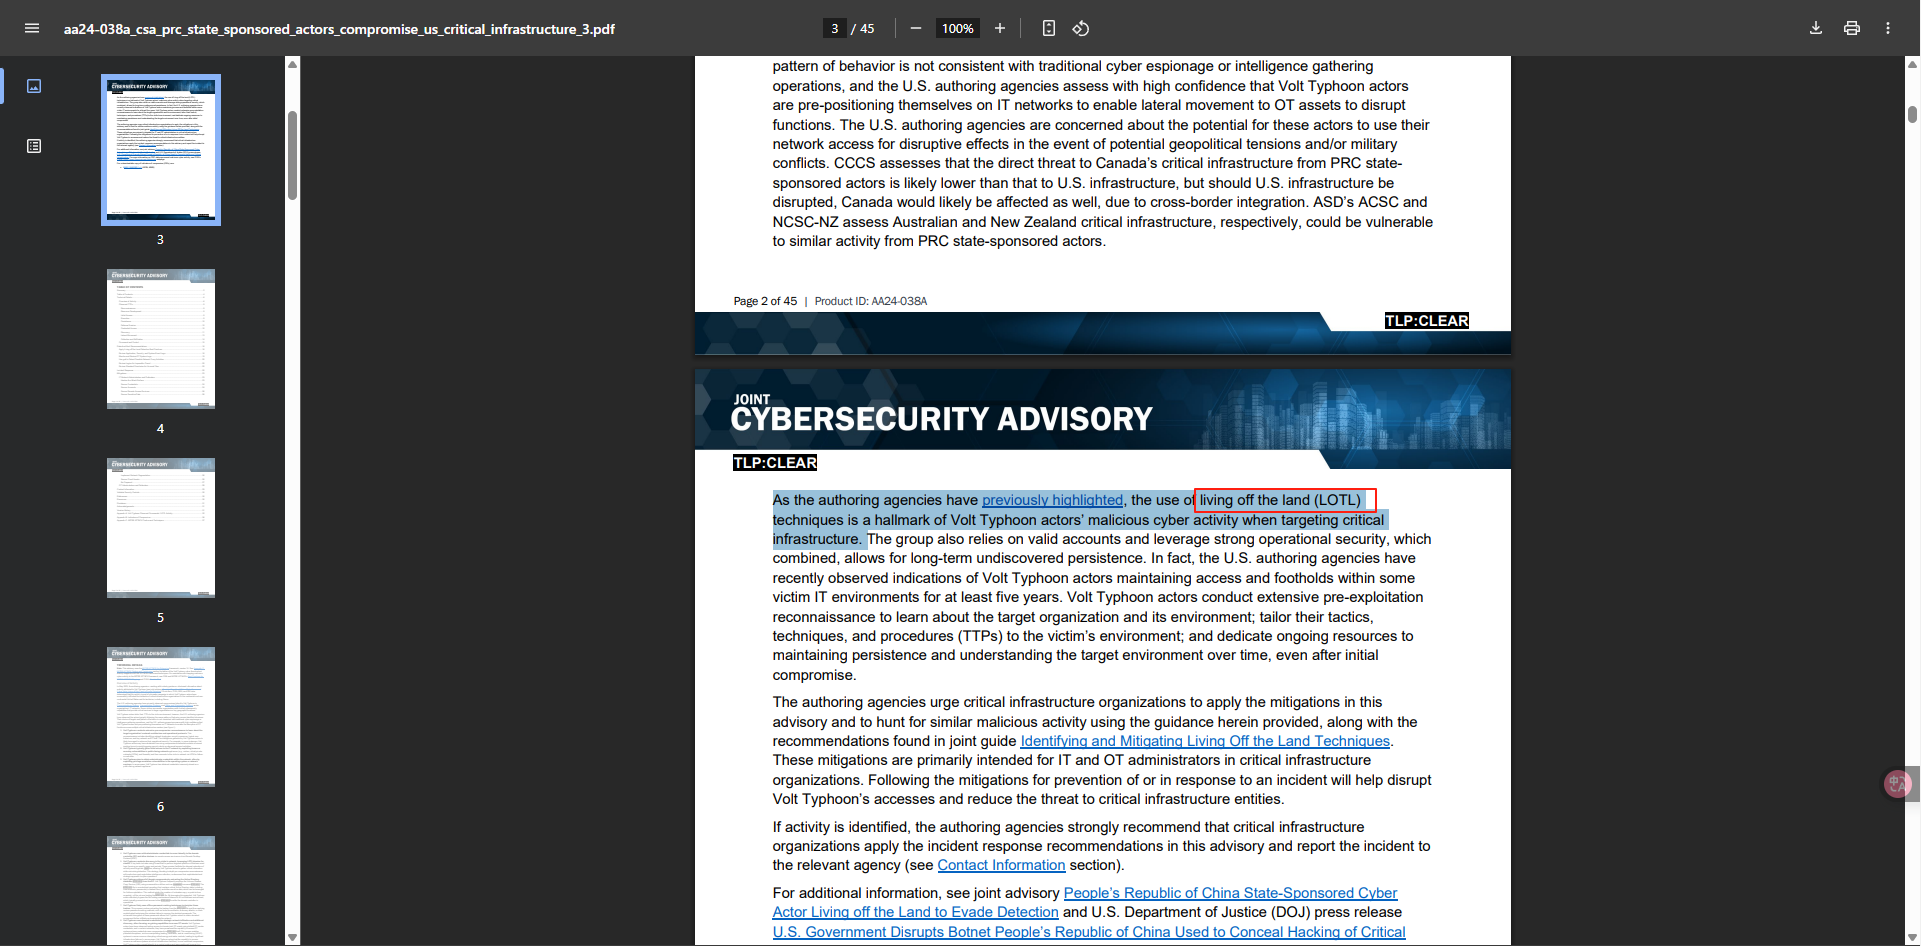 aa24-038a_csa_prc_state_sponsored_actors_compromise_us_critical_infrastructure_3.pdf
3 / 45
100%
3
4
5
6
pattern of behavior is not consistent with traditional cyber espionage or intelligence gathering
operations, and the U.S. authoring agencies assess with high confidence that Volt Typhoon actors
are pre-positioning themselves on IT networks to enable lateral movement to OT assets to disrupt
functions. The U.S. authoring agencies are concerned about the potential for these actors to use their
network access for disruptive effects in the event of potential geopolitical tensions and/or military
conflicts. CCCS assesses that the direct threat to Canada’s critical infrastructure from PRC state-
sponsored actors is likely lower than that to U.S. infrastructure, but should U.S. infrastructure be
disrupted, Canada would likely be affected as well, due to cross-border integration. ASD’s ACSC and
NCSC-NZ assess Australian and New Zealand critical infrastructure, respectively, could be vulnerable
to similar activity from PRC state-sponsored actors.
Page 2 of 45 | Product ID: AA24-038A
TLP:CLEAR
JOINT
CYBERSECURITY ADVISORY
TLP:CLEAR
As the authoring agencies have previously highlighted, the use of living off the land (LOTL)
techniques is a hallmark of Volt Typhoon actors’ malicious cyber activity when targeting critical
infrastructure. The group also relies on valid accounts and leverage strong operational security, which
combined, allows for long-term undiscovered persistence. In fact, the U.S. authoring agencies have
recently observed indications of Volt Typhoon actors maintaining access and footholds within some
victim IT environments for at least five years. Volt Typhoon actors conduct extensive pre-exploitation
reconnaissance to learn about the target organization and its environment; tailor their tactics,
techniques, and procedures (TTPs) to the victim’s environment; and dedicate ongoing resources to
maintaining persistence and understanding the target environment over time, even after initial
compromise.
The authoring agencies urge critical infrastructure organizations to apply the mitigations in this
advisory and to hunt for similar malicious activity using the guidance herein provided, along with the
recommendations found in joint guide Identifying and Mitigating Living Off the Land Techniques.
These mitigations are primarily intended for IT and OT administrators in critical infrastructure
organizations. Following the mitigations for prevention of or in response to an incident will help disrupt
Volt Typhoon’s accesses and reduce the threat to critical infrastructure entities.
If activity is identified, the authoring agencies strongly recommend that critical infrastructure
organizations apply the incident response recommendations in this advisory and report the incident to
the relevant agency (see Contact Information section).
For additional information, see joint advisory People’s Republic of China State-Sponsored Cyber
Actor Living off the Land to Evade Detection and U.S. Department of Justice (DOJ) press release
U.S. Government Disrupts Botnet People’s Republic of China Used to Conceal Hacking of Critical